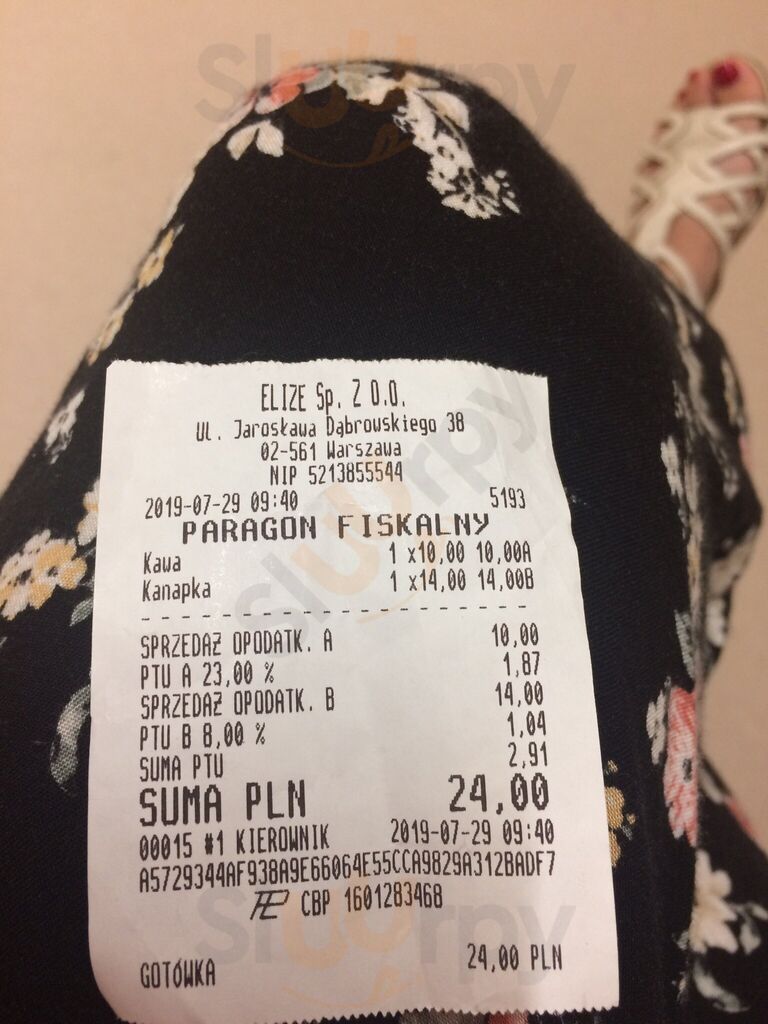 ELIZE Sp. Z O.O.
Ul. Jarosława Dąbrowskiego 38
02-561 Warszawa
NIP 5213855544
2019-07-29 09:40 5193
PARAGON FISKALNY
Kawa 1 x10,00 10,00A
Kanapka 1 x14,00 14,00B
SPRZEDAŻ OPODATK. A 10,00
PTU A 23,00 % 1,87
SPRZEDAŻ OPODATK. B 14,00
PTU B 8,00 % 1,04
SUMA PTU 2,91
SUMA PLN 24,00
00015 #1 KIEROWNIK 2019-07-29 09:40
A5729344AF938A9E66064E55CCA9829A312BADF7
CBP 1601283468
GOTÓWKA 24,00 PLN
Sluurpy
Sluurpy
Sluurpy